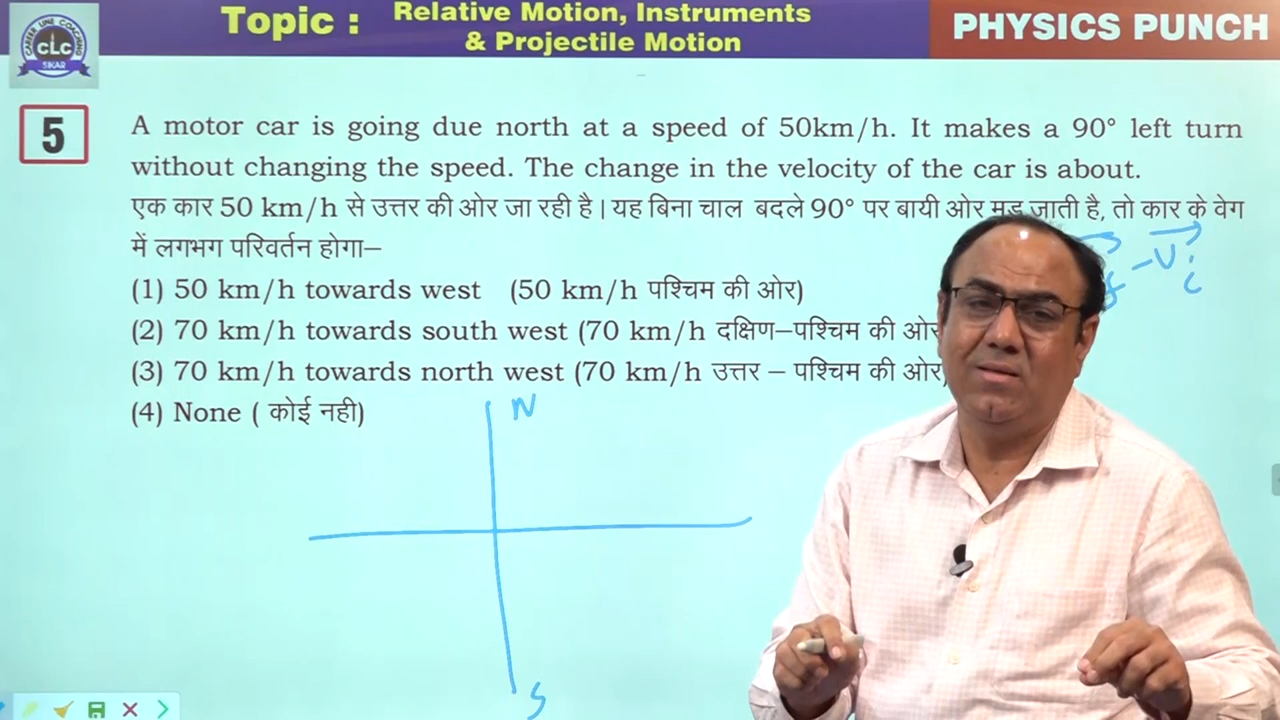 Topic : Relative Motion, Instruments
& Projectile Motion
PHYSICS PUNCH
CAREER LINE COACHING
CLC
SIKAR
5
A motor car is going due north at a speed of 50km/h. It makes a 90° left turn
without changing the speed. The change in the velocity of the car is about.
एक कार 50 km/h से उत्तर की ओर जा रही है। यह बिना चाल बदले 90° पर बायी ओर मुड़ जाती है, तो कार के वेग
में लगभग परिवर्तन होगा–
(1) 50 km/h towards west (50 km/h पश्चिम की ओर)
(2) 70 km/h towards south west (70 km/h दक्षिण–पश्चिम की ओर
(3) 70 km/h towards north west (70 km/h उत्तर – पश्चिम की ओर)
(4) None ( कोई नही)
f - v i
N
S